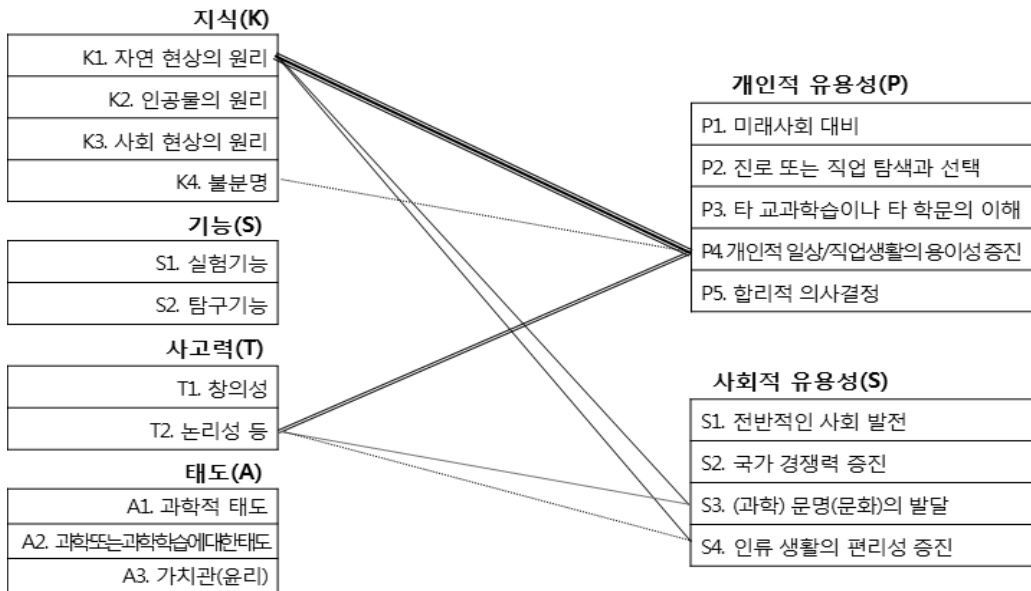 지식(K)
K1. 자연 현상의 원리
K2. 인공물의 원리
K3. 사회 현상의 원리
K4. 불분명
기능(S)
S1. 실험기능
S2. 탐구기능
사고력(T)
T1. 창의성
T2. 논리성 등
태도(A)
A1. 과학적 태도
A2. 과학또는과학학습에대한태도
A3. 가치관(윤리)
개인적 유용성(P)
P1. 미래사회 대비
P2. 진로 또는 직업 탐색과 선택
P3. 타 교과학습이나 타 학문의 이해
P4.개인적 일상/직업생활의 용이성 증진
P5. 합리적 의사결정
사회적 유용성(S)
S1. 전반적인 사회 발전
S2. 국가 경쟁력 증진
S3. (과학) 문명(문화)의 발달
S4. 인류 생활의 편리성 증진